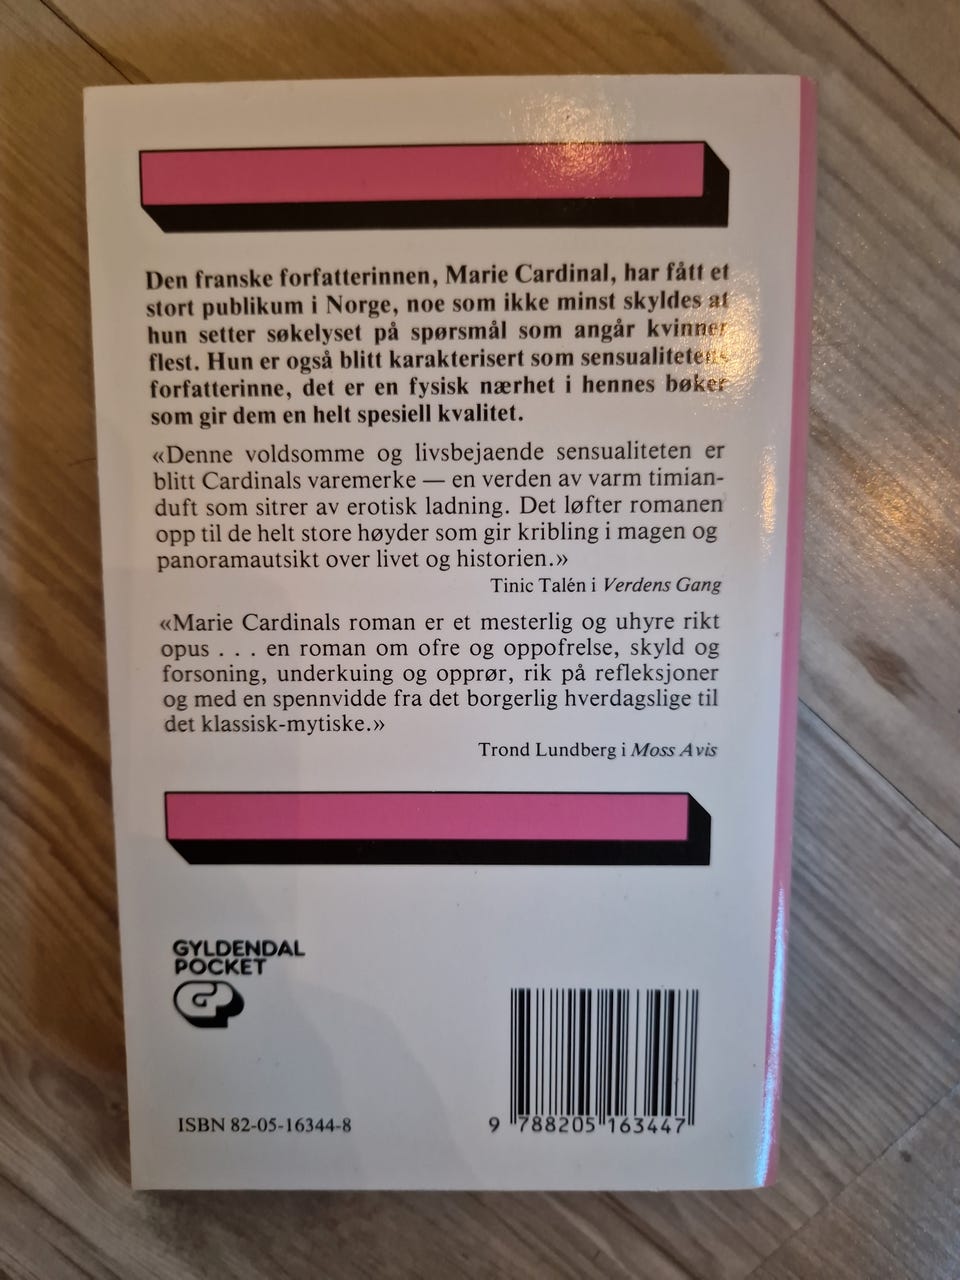 Den franske forfatterinnen, Marie Cardinal, har fått et
stort publikum i Norge, noe som ikke minst skyldes at
hun setter søkelyset på spørsmål som angår kvinner
flest. Hun er også blitt karakterisert som sensualitetens
forfatterinne, det er en fysisk nærhet i hennes bøker
som gir dem en helt spesiell kvalitet.
«Denne voldsomme og livsbejaende sensualiteten er
blitt Cardinals varemerke — en verden av varm timian-
duft som sitrer av erotisk ladning. Det løfter romanen
opp til de helt store høyder som gir kribling i magen og
panoramautsikt over livet og historien.»
Tinic Talén i Verdens Gang
«Marie Cardinals roman er et mesterlig og uhyre rikt
opus . . . en roman om ofre og oppofrelse, skyld og
forsoning, underkuing og opprør, rik på refleksjoner
og med en spennvidde fra det borgerlig hverdagslige til
det klassisk-mytiske.»
Trond Lundberg i Moss Avis
GYLDENDAL
POCKET
GP
ISBN 82-05-16344-8
9 788205 163447